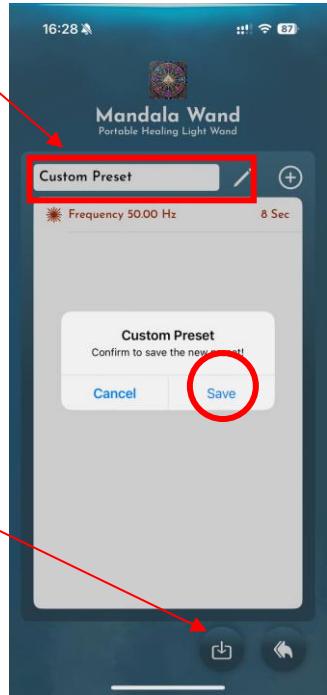 16:28
87
Mandala Wand
Portable Healing Light Wand
Custom Preset
Frequency 50.00 Hz 8 Sec
Custom Preset
Confirm to save the new preset!
Cancel Save